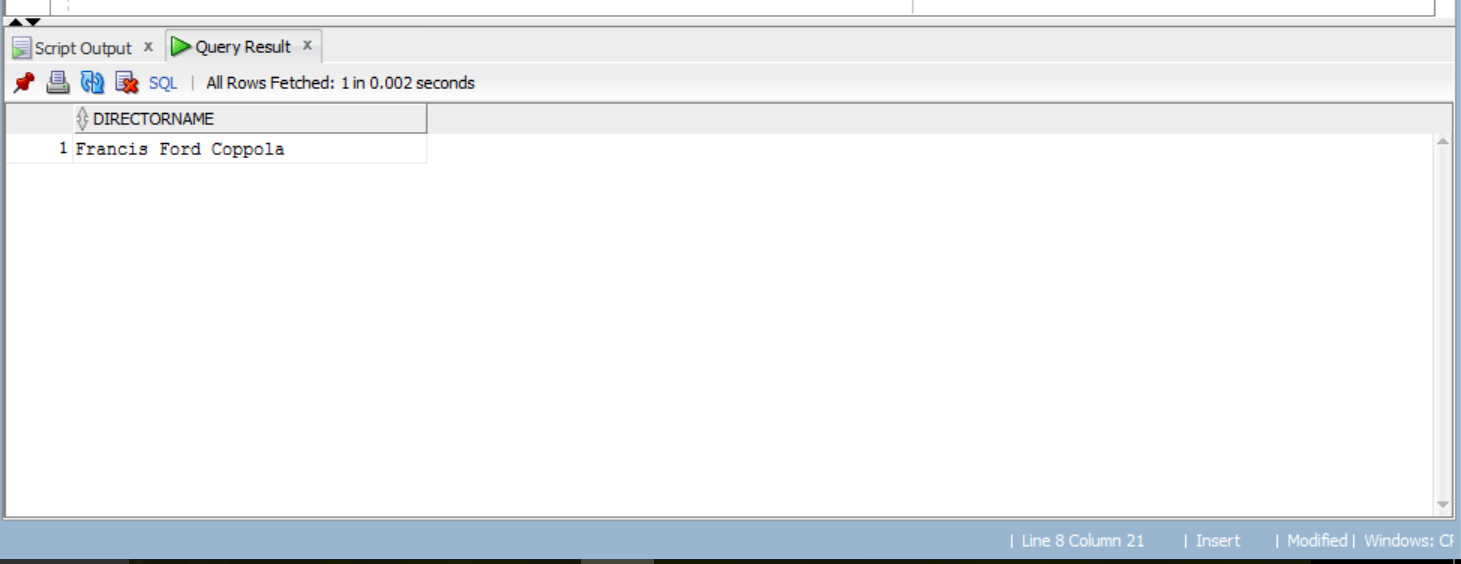 Script Output x Query Result x
SQL | All Rows Fetched: 1 in 0.002 seconds
DIRECTORNAME
1 Francis Ford Coppola
| Line 8 Column 21 | Insert | Modified | Windows: